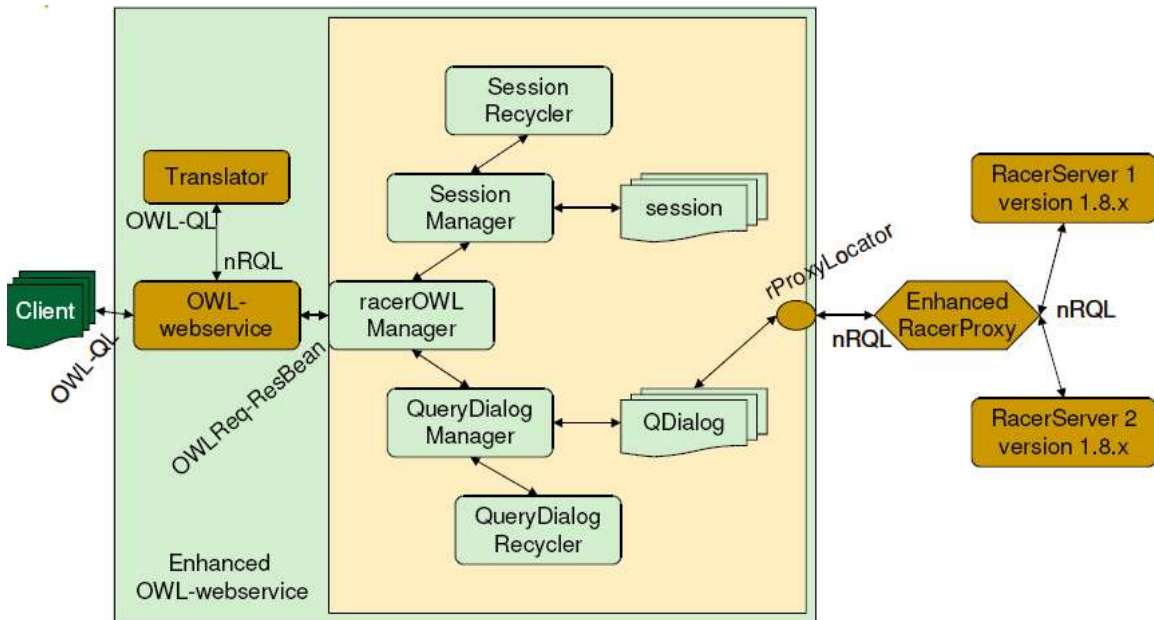 Session
Recycler
Translator
Session
Manager
session
RacerServer 1
version 1.8.x
OWL-QL
nRQL
rProxyLocator
Client
OWL-
webservice
racerOWL
Manager
Enhanced
RacerProxy
nRQL
nRQL
OWL-QL
OWLReq-ResBean
QueryDialog
Manager
QDialog
RacerServer 2
version 1.8.x
QueryDialog
Recycler
Enhanced
OWL-webservice